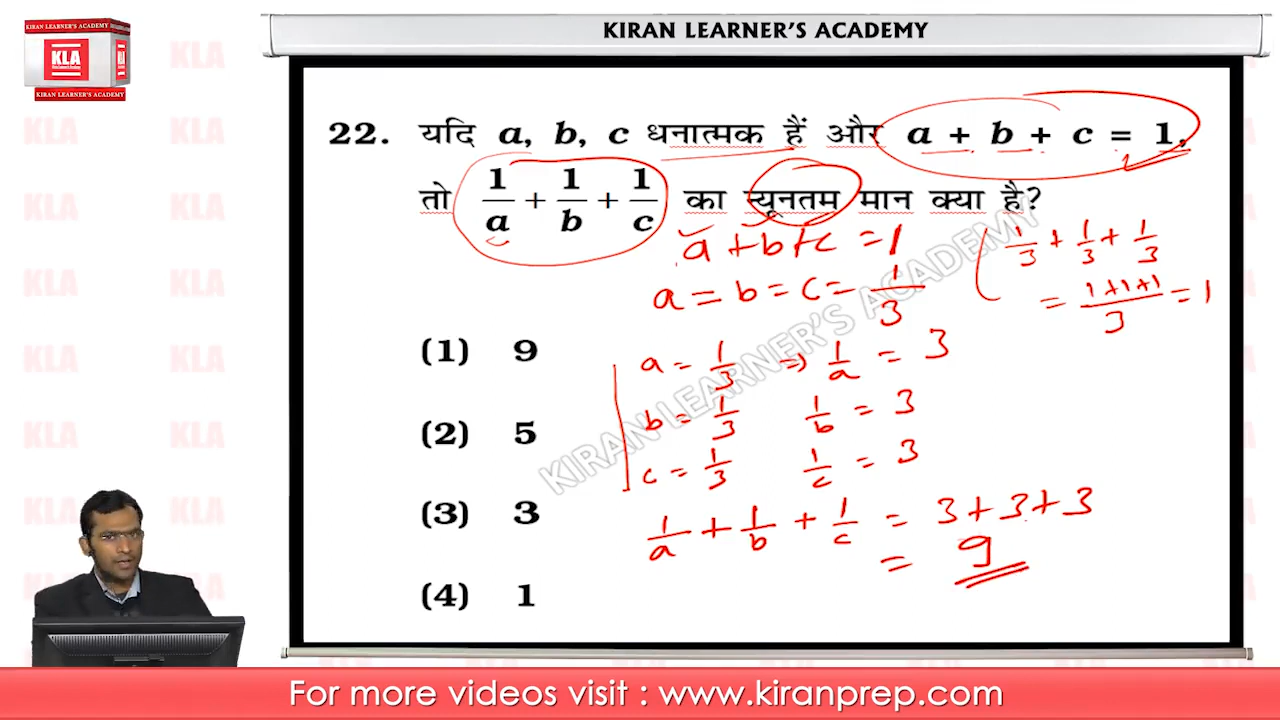 KIRAN LEARNER'S ACADEMY
KIRAN LEARNER'S ACADEMY
KLA
KIRAN LEARNER'S ACADEMY
22. यदि a, b, c धनात्मक हैं और a + b + c = 1,
तो 1/a + 1/b + 1/c का न्यूनतम मान क्या है?
a + b + c = 1
a = b = c = 1/3
1/3 + 1/3 + 1/3
= 1+1+1/3 = 1
(1) 9
a = 1/3 ⇒ 1/a = 3
b = 1/3 1/b = 3
(2) 5
c = 1/3 1/c = 3
(3) 3
1/a + 1/b + 1/c = 3 + 3 + 3
= 9
(4) 1
KIRAN LEARNER'S ACADEMY
For more videos visit : www.kiranprep.com